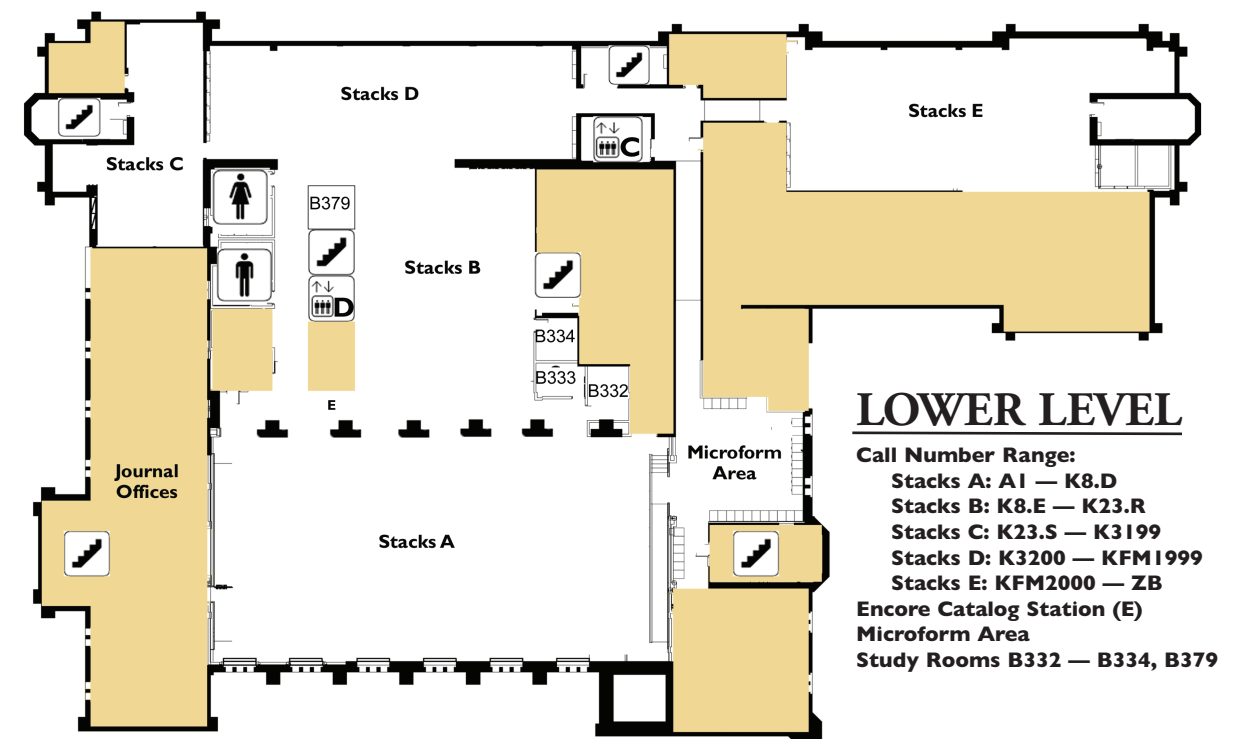 Stacks D
Stacks E
C
Stacks C
B379
Stacks B
D
B334
B333
B332
E
LOWER LEVEL
Call Number Range:
Stacks A: A1 — K8.D
Stacks B: K8.E — K23.R
Stacks C: K23.S — K3199
Stacks D: K3200 — KFM1999
Stacks E: KFM2000 — ZB
Encore Catalog Station (E)
Microform Area
Study Rooms B332 — B334, B379
Microform
Area
Journal
Offices
Stacks A